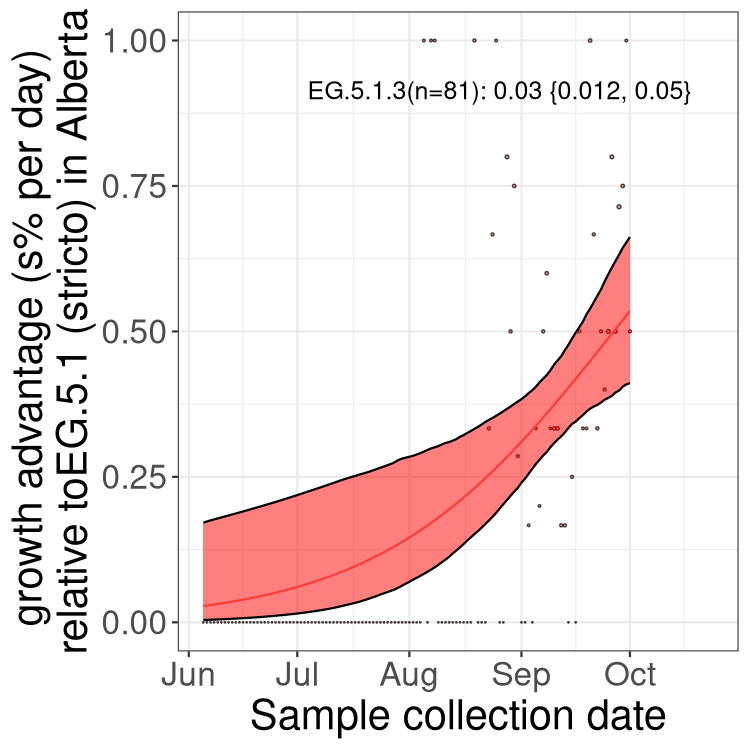 growth advantage (s% per day)
relative toEG.5.1 (stricto) in Alberta
1.00
0.75
0.50
0.25
0.00
EG.5.1.3(n=81): 0.03 {0.012, 0.05}
Jun Jul Aug Sep Oct
Sample collection date